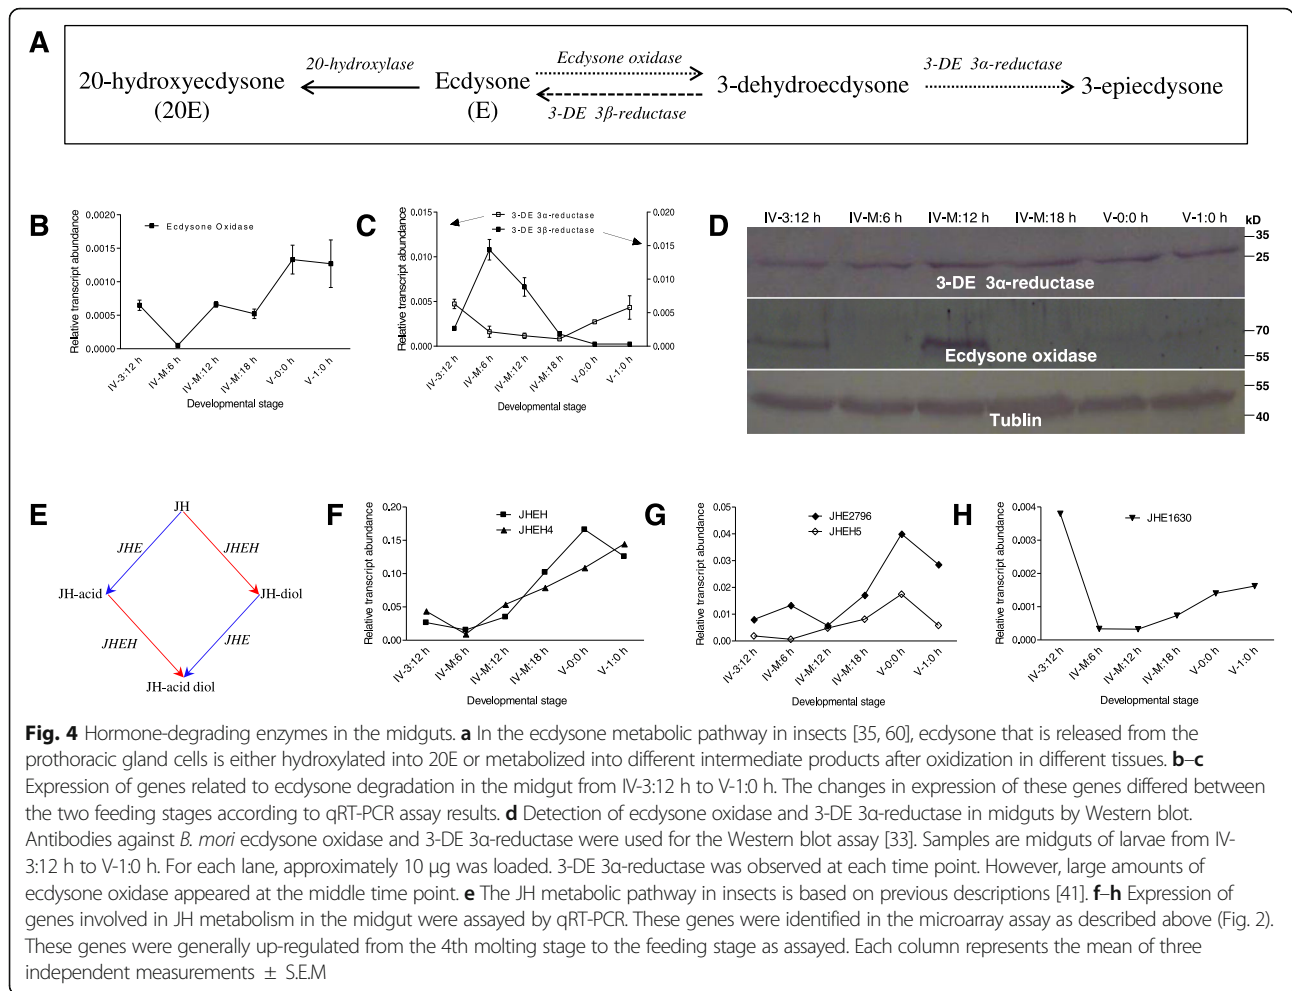 A
20-hydroxyecdysone
(20E)
20-hydroxylase
Ecdysone
(E)
Ecdysone oxidase
3-DE 3β-reductase
3-dehydroecdysone
3-DE 3α-reductase
3-epiecdysone
B
Relative transcript abundance
0.0020
0.0015
0.0010
0.0005
0.0000
Ecdysone Oxidase
IV-3:12 h
IV-M:6 h
IV-M:12 h
IV-M:18 h
V-0:0 h
V-1:0 h
Developmental stage
C
Relative transcript abundance
0.015
0.010
0.005
0.000
3-DE 3α-reductase
3-DE 3β-reductase
0.020
0.015
0.010
0.005
0.000
IV-3:12 h
IV-M:6 h
IV-M:12 h
IV-M:18 h
V-0:0 h
V-1:0 h
Developmental stage
D
IV-3:12 h IV-M:6 h IV-M:12 h IV-M:18 h V-0:0 h V-1:0 h
kD
35
25
3-DE 3α-reductase
70
55
Ecdysone oxidase
55
40
Tublin
E
JH
JHE
JHEH
JH-acid
JH-diol
JHEH
JHE
JH-acid diol
F
Relative transcript abundance
0.20
0.15
0.10
0.05
0.00
JHEH
JHEH4
IV-3:12 h
IV-M:6 h
IV-M:12 h
IV-M:18 h
V-0:0 h
V-1:0 h
Developmental stage
G
Relative transcript abundance
0.05
0.04
0.03
0.02
0.01
0.00
JHE2796
JHEH5
IV-3:12 h
IV-M:6 h
IV-M:12 h
IV-M:18 h
V-0:0 h
V-1:0 h
Developmental stage
H
Relative transcript abundance
0.004
0.003
0.002
0.001
0.000
JHE1630
IV-3:12 h
IV-M:6 h
IV-M:12 h
IV-M:18 h
V-0:0 h
V-1:0 h
Developmental stage
Fig. 4 Hormone-degrading enzymes in the midguts. a In the ecdysone metabolic pathway in insects [35, 60], ecdysone that is released from the
prothoracic gland cells is either hydroxylated into 20E or metabolized into different intermediate products after oxidization in different tissues. b–c
Expression of genes related to ecdysone degradation in the midgut from IV-3:12 h to V-1:0 h. The changes in expression of these genes differed between
the two feeding stages according to qRT-PCR assay results. d Detection of ecdysone oxidase and 3-DE 3α-reductase in midguts by Western blot.
Antibodies against B. mori ecdysone oxidase and 3-DE 3α-reductase were used for the Western blot assay [33]. Samples are midguts of larvae from IV-
3:12 h to V-1:0 h. For each lane, approximately 10 μg was loaded. 3-DE 3α-reductase was observed at each time point. However, large amounts of
ecdysone oxidase appeared at the middle time point. e The JH metabolic pathway in insects is based on previous descriptions [41]. f–h Expression of
genes involved in JH metabolism in the midgut were assayed by qRT-PCR. These genes were identified in the microarray assay as described above (Fig. 2).
These genes were generally up-regulated from the 4th molting stage to the feeding stage as assayed. Each column represents the mean of three
independent measurements ± S.E.M